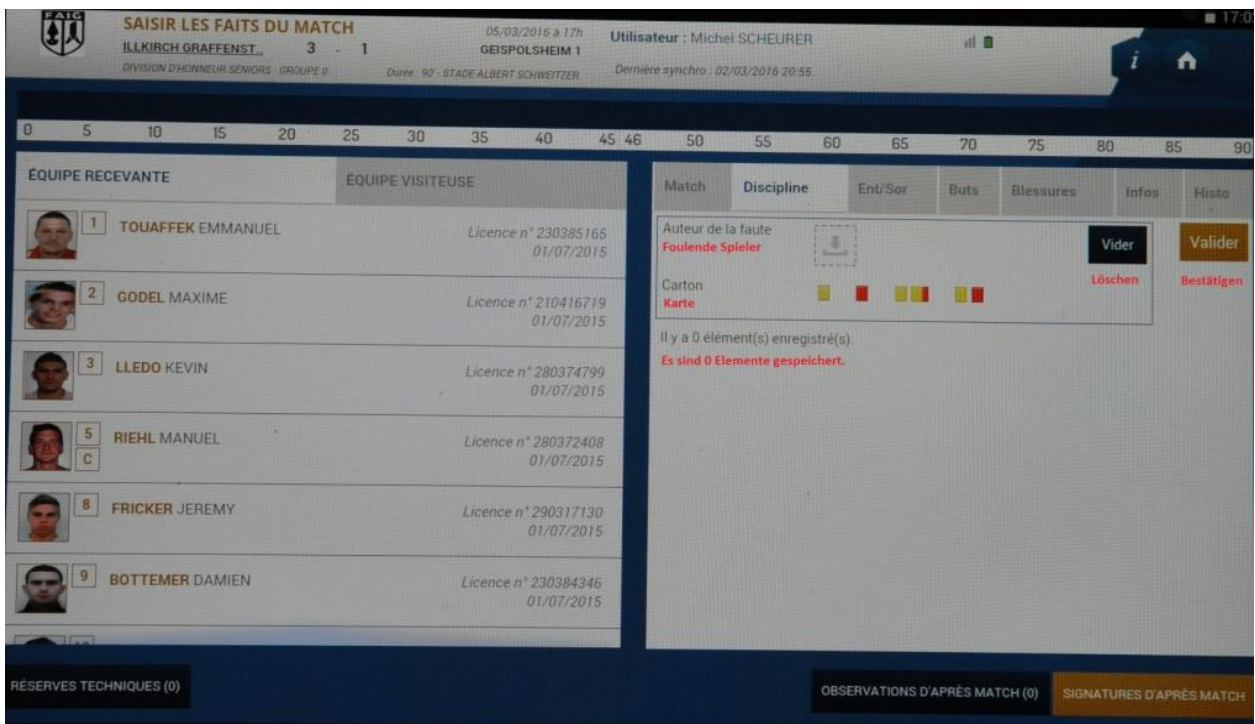 FAIG
SAISIR LES FAITS DU MATCH
ILLKIRCH GRAFFENST.. 3 - 1 GEISPOLSHEIM 1
05/03/2016 à 17h
DIVISION D'HONNEUR SENIORS - GROUPE 0
Durée : 90' - STADE ALBERT SCHWEITZER
Utilisateur : Michel SCHEURER
Dernière synchro : 02/03/2016 20:55
i
0 5 10 15 20 25 30 35 40 45 46 50 55 60 65 70 75 80 85 90
ÉQUIPE RECEVANTE
ÉQUIPE VISITEUSE
1 TOUAFFEK EMMANUEL
Licence n° 230385165
01/07/2015
2 GODEL MAXIME
Licence n° 210416719
01/07/2015
3 LLEDO KEVIN
Licence n° 280374799
01/07/2015
5 RIEHL MANUEL
C
Licence n° 280372408
01/07/2015
8 FRICKER JEREMY
Licence n° 290317130
01/07/2015
9 BOTTEMER DAMIEN
Licence n° 230384346
01/07/2015
Match Discipline Ent/Sor Buts Blessures Infos Histo
Auteur de la faute
Foulende Spieler
Vider
Löschen
Valider
Bestätigen
Carton
Karte
Il y a 0 élément(s) enregistré(s).
Es sind 0 Elemente gespeichert.
RÉSERVES TECHNIQUES (0)
OBSERVATIONS D'APRÈS MATCH (0)
SIGNATURES D'APRÈS MATCH